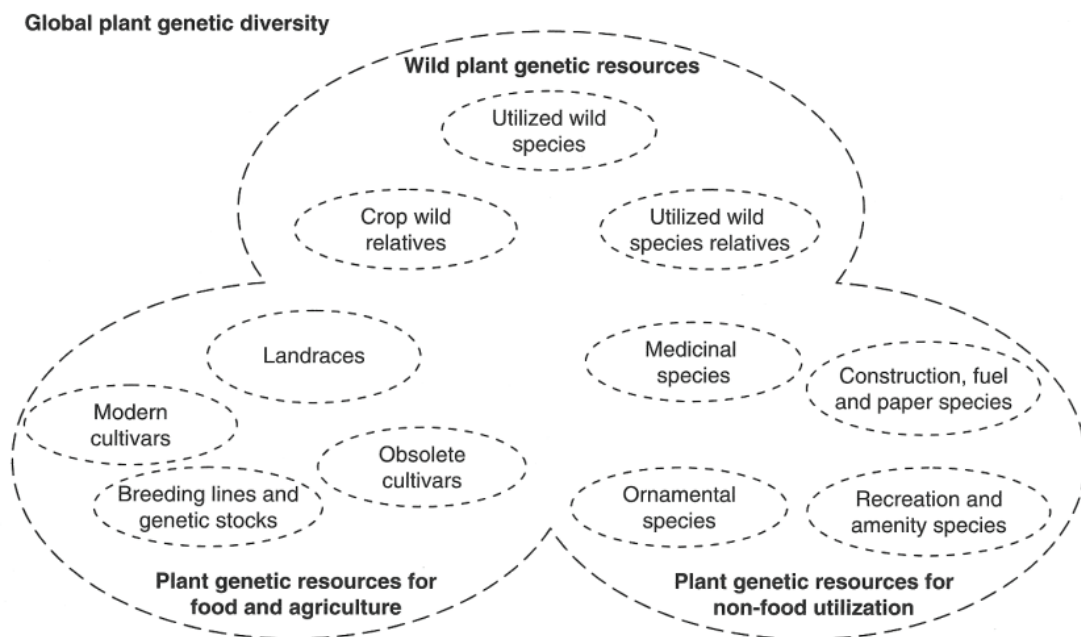 Global plant genetic diversity
Wild plant genetic resources
Utilized wild
species
Crop wild
relatives
Utilized wild
species relatives
Landraces
Medicinal
species
Construction, fuel
and paper species
Modern
cultivars
Obsolete
cultivars
Breeding lines and
genetic stocks
Ornamental
species
Recreation and
amenity species
Plant genetic resources for
food and agriculture
Plant genetic resources for
non-food utilization